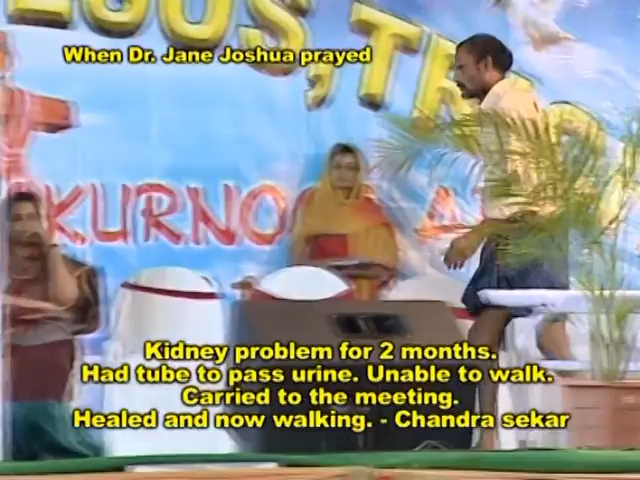 When Dr. Jane Joshua prayed
KURNOO
Kidney problem for 2 months.
Had tube to pass urine. Unable to walk.
Carried to the meeting.
Healed and now walking. - Chandra sekar